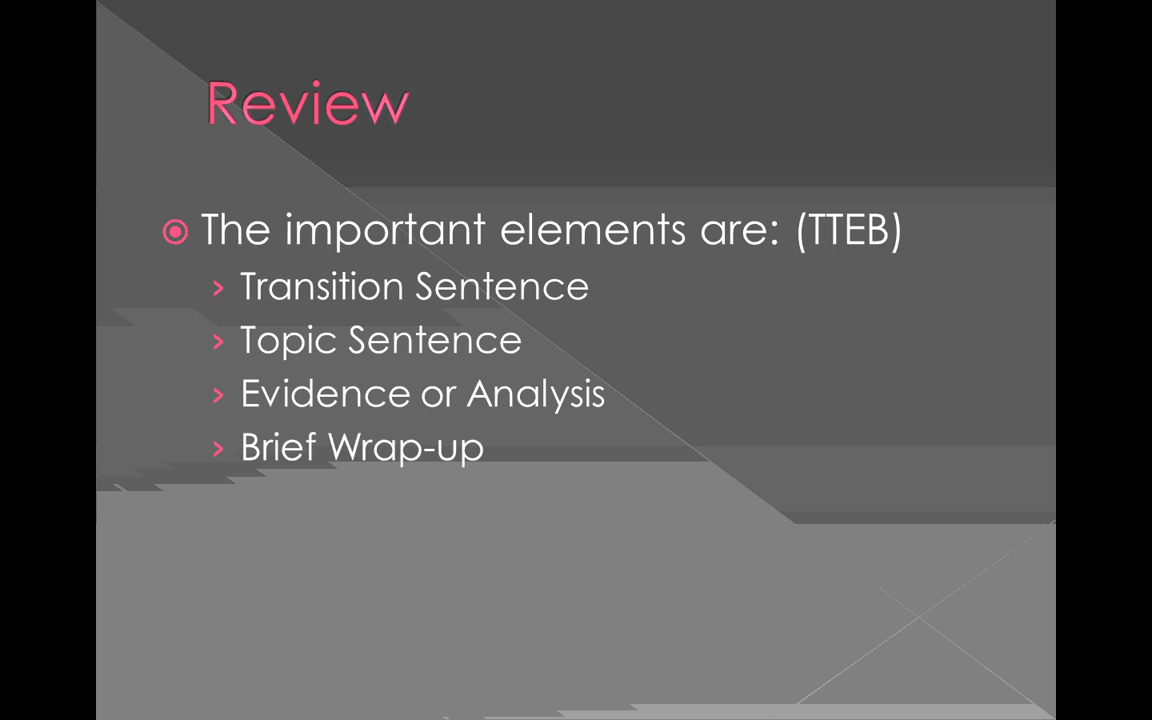 Review
The important elements are: (TTEB)
Transition Sentence
Topic Sentence
Evidence or Analysis
Brief Wrap-up